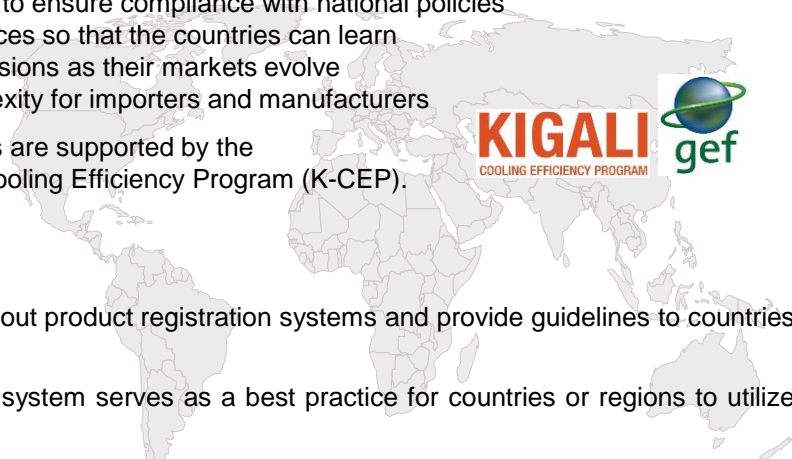 to ensure compliance with national policies
ces so that the countries can learn
sions as their markets evolve
exity for importers and manufacturers
s are supported by the
ooling Efficiency Program (K-CEP).
KIGALI
COOLING EFFICIENCY PROGRAM
gef
out product registration systems and provide guidelines to countries
system serves as a best practice for countries or regions to utilize